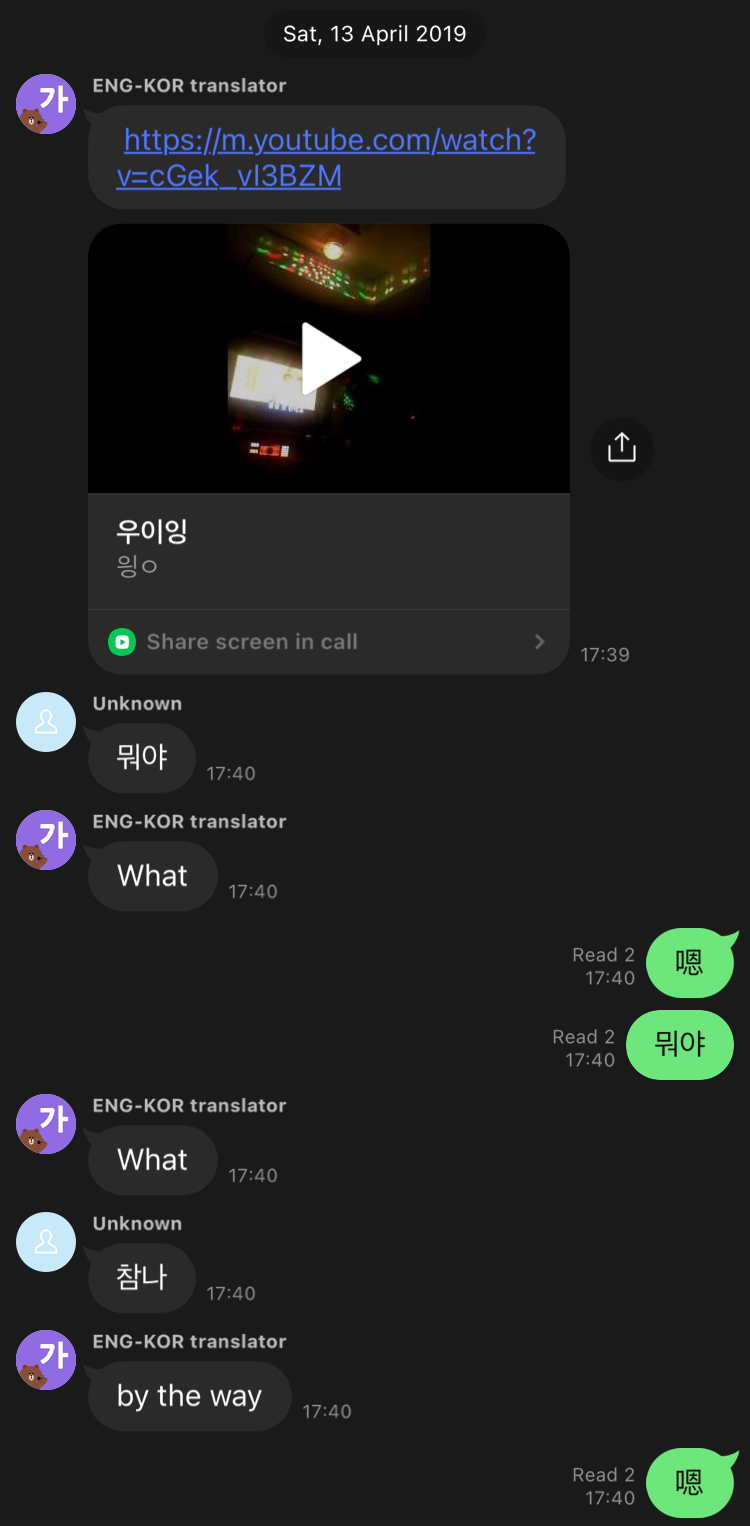 Sat, 13 April 2019
ENG-KOR translator
가
https://m.youtube.com/watch?
v=cGek_vI3BZM
우이잉
읭ㅇ
Share screen in call
17:39
Unknown
뭐야
17:40
ENG-KOR translator
가
What
17:40
Read 2
17:40
嗯
Read 2
17:40
뭐야
ENG-KOR translator
가
What
17:40
Unknown
참나
17:40
ENG-KOR translator
가
by the way
17:40
Read 2
17:40
嗯